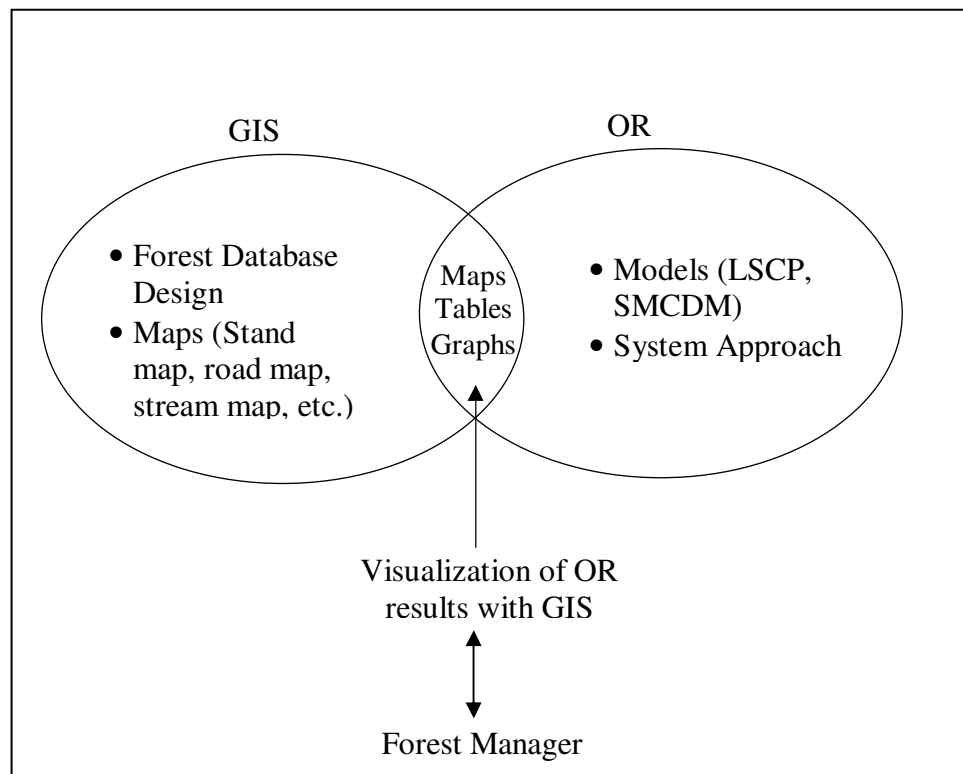 GIS
OR
• Forest Database
Design
• Maps (Stand
map, road map,
stream map, etc.)
Maps
Tables
Graphs
• Models (LSCP,
SMCDM)
• System Approach
Visualization of OR
results with GIS
Forest Manager